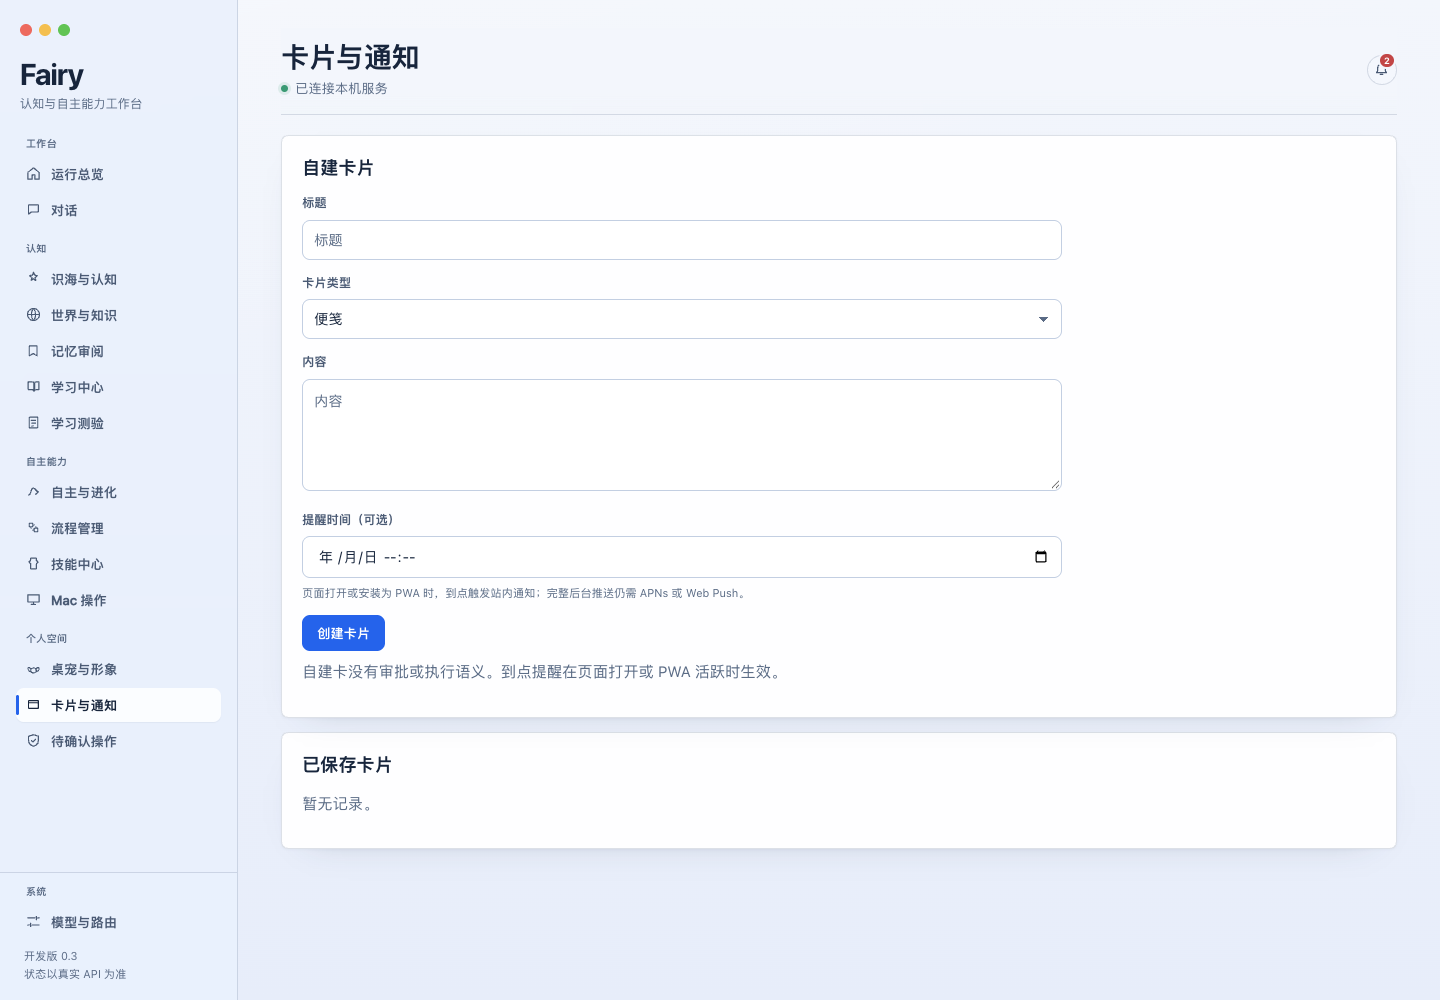 Fairy
认知与自主能力工作台
工作台
运行总览
对话
认知
识海与认知
世界与知识
记忆审阅
学习中心
学习测验
自主能力
自主与进化
流程管理
技能中心
Mac 操作
个人空间
桌宠与形象
卡片与通知
待确认操作
系统
模型与路由
开发版 0.3
状态以真实 API 为准
卡片与通知
已连接本机服务
2
自建卡片
标题
标题
卡片类型
便笺
内容
内容
提醒时间（可选）
年 /月/日 --:--
页面打开或安装为 PWA 时，到点触发站内通知；完整后台推送仍需 APNs 或 Web Push。
创建卡片
自建卡没有审批或执行语义。到点提醒在页面打开或 PWA 活跃时生效。
已保存卡片
暂无记录。